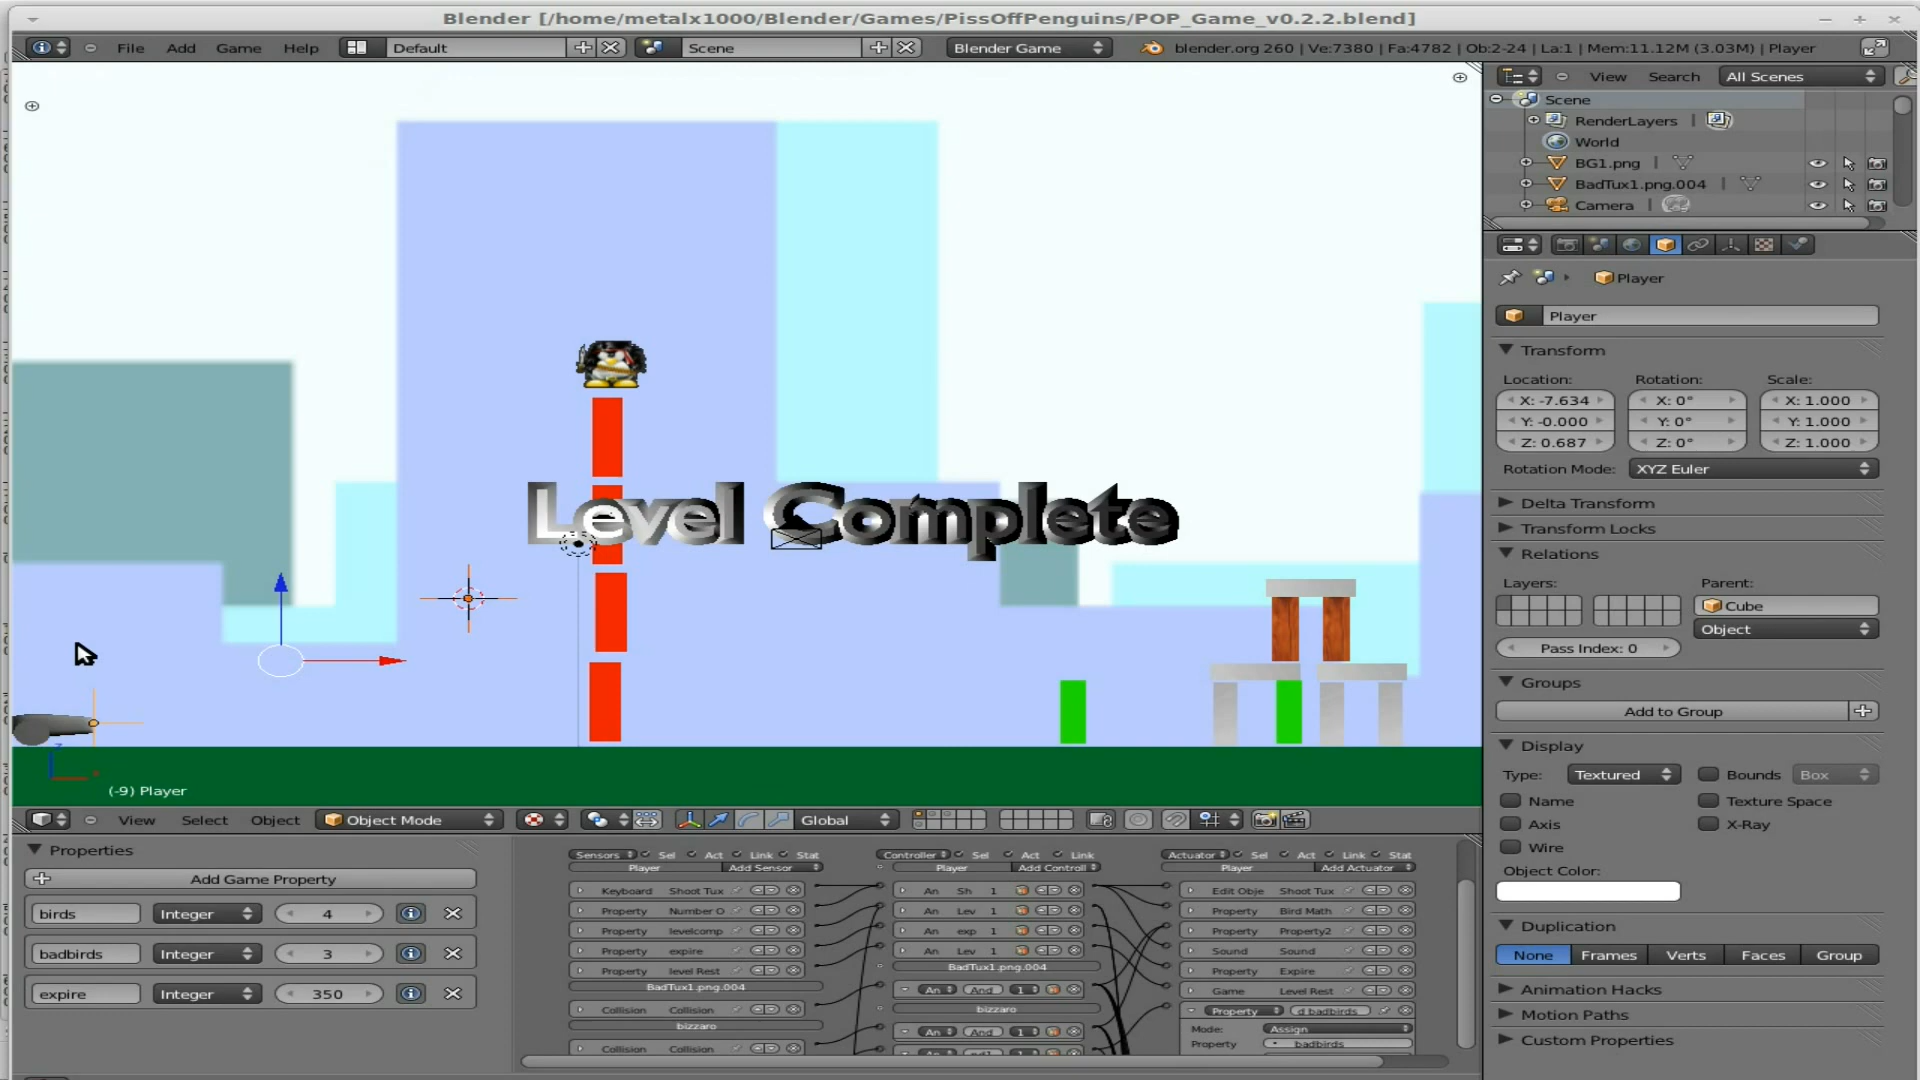 Blender [/home/metalx1000/Blender/Games/PissOffPenguins/POP_Game_v0.2.2.blend]
File Add Game Help Default Scene Blender Game blender.org 260 | Ve:7380 | Fa:4782 | Ob:2-24 | La:1 | Mem:11.12M (3.03M) | Player
View Search All Scenes
Scene
RenderLayers
World
BG1.png
BadTux1.png.004
Camera
Player
Player
Transform
Location: Rotation: Scale:
X: -7.634 X: 0° X: 1.000
Y: -0.000 Y: 0° Y: 1.000
Z: 0.687 Z: 0° Z: 1.000
Rotation Mode: XYZ Euler
Delta Transform
Transform Locks
Relations
Layers: Parent:
Cube
Object
Pass Index: 0
Groups
Add to Group
Display
Type: Textured Bounds Box
Name Texture Space
Axis X-Ray
Wire
Object Color:
Duplication
None Frames Verts Faces Group
Animation Hacks
Motion Paths
Custom Properties
Level Complete
(-9) Player
View Select Object Object Mode Global
Properties
Add Game Property
birds Integer 4
badbirds Integer 3
expire Integer 350
Sensors Sel Act Link Stat
Player Add Sensor
Keyboard Shoot Tux
Property Number O
Property levelcomp
Property expire
Property level Rest
BadTux1.png.004
Collision Collision
bizzaro
Collision Collision
Controller Sel Act Link
Player Add Controll
An Sh 1
An Lev 1
An exp 1
An Lev 1
BadTux1.png.004
An And 1
bizzaro
An And 1
Actuator Sel Act Link Stat
Player Add Actuator
Edit Obje Shoot Tux
Property Bird Math
Property Property2
Sound Sound
Property Expire
Game Level Rest
Property d badbirds
Mode: Assign
Property badbirds